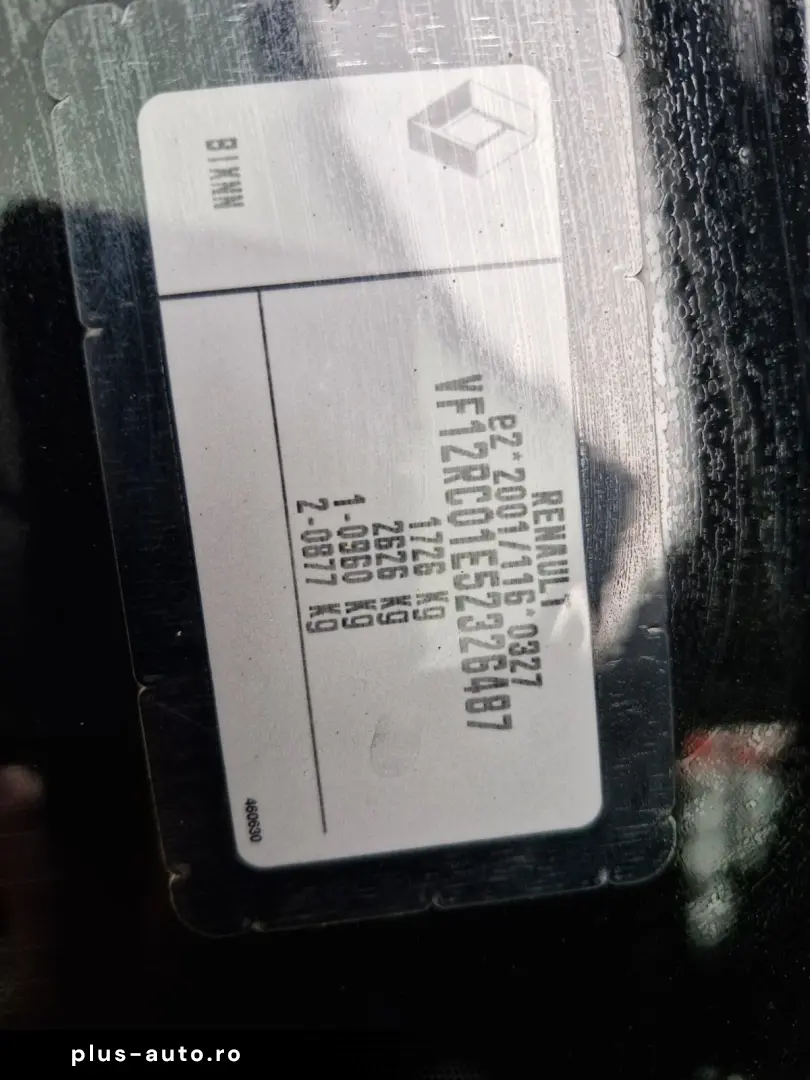 RENAULT
e2*2001/116*0327
VF12RC01E52326487
1726 kg
2626 kg
1-0960 kg
2-0877 kg
BIXNN
460630
plus-auto.ro